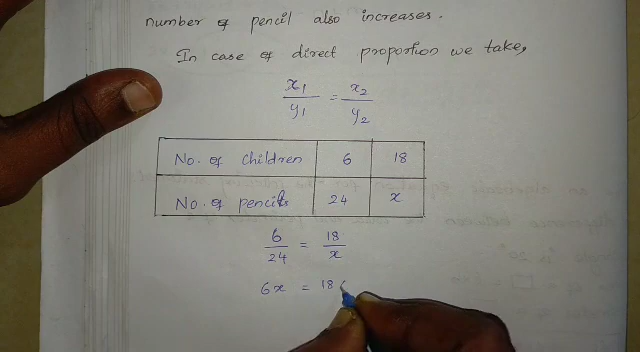 number of pencil also increases.
In case of direct proportion we take,
x1/y1 = x2/y2
No. of children 6 18
No. of pencils 24 x
6/24 = 18/x
6x = 18